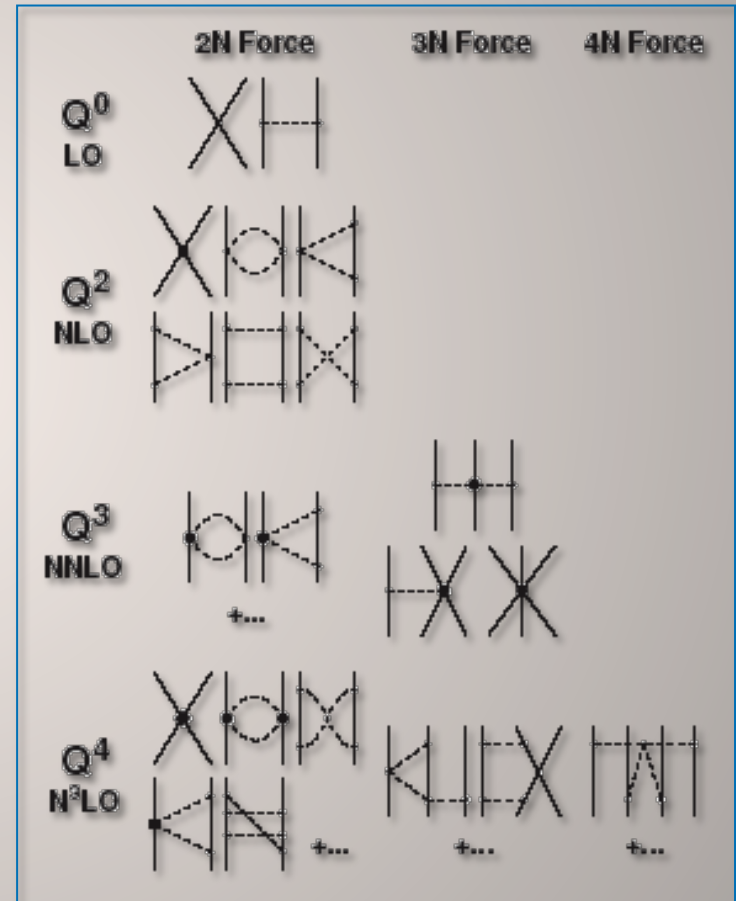 2N Force 3N Force 4N Force
Q⁰
LO
Q²
NLO
Q³
NNLO
+...
Q⁴
N³LO
+... +... +...